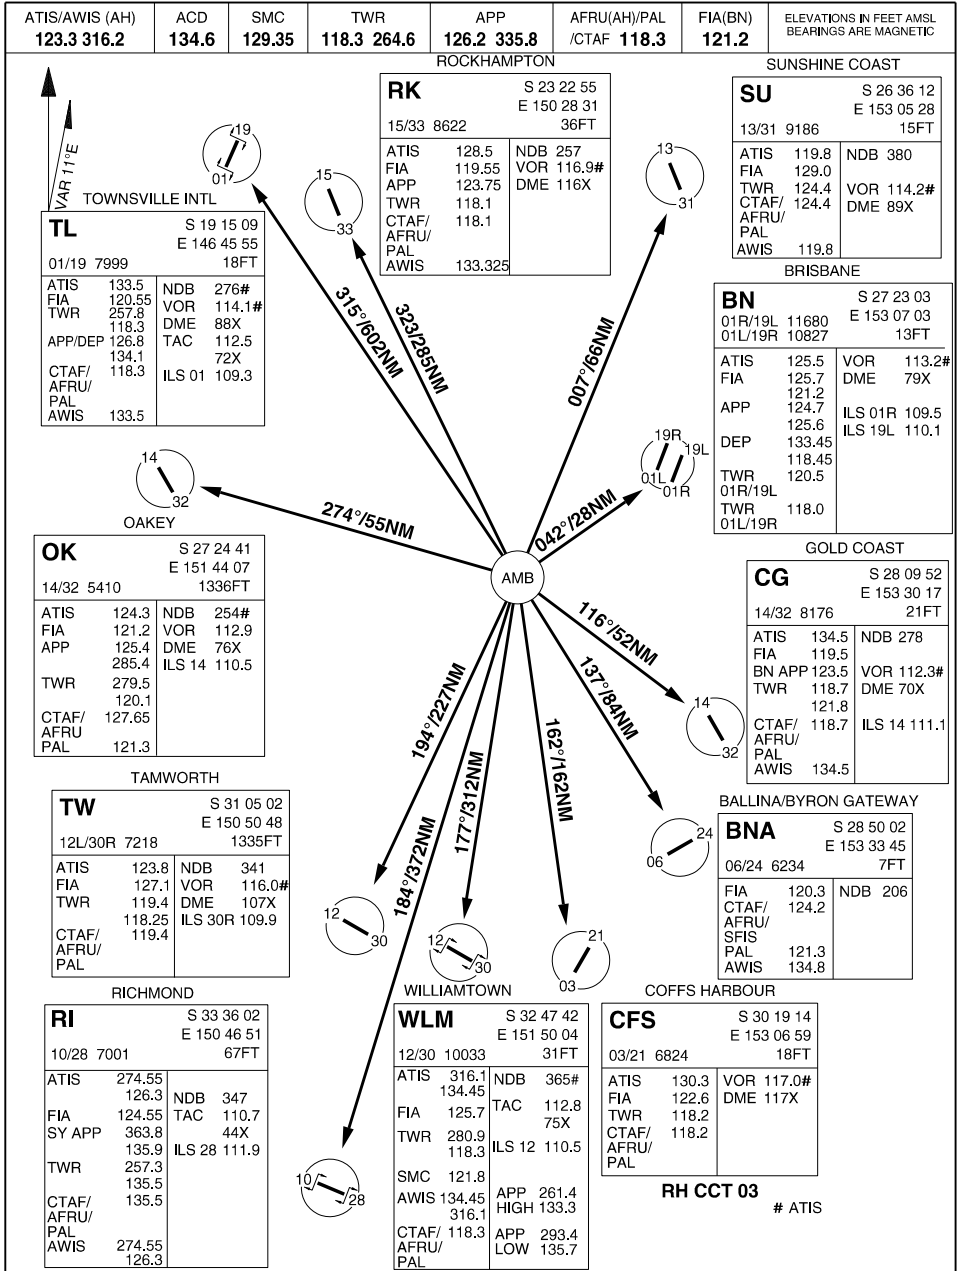 ATIS/AWIS (AH) ACD SMC TWR APP AFRU(AH)/PAL FIA(BN) ELEVATIONS IN FEET AMSL
123.3 316.2 134.6 129.35 118.3 264.6 126.2 335.8 /CTAF 118.3 121.2 BEARINGS ARE MAGNETIC
VAR 11°E
19
01
15
33
13
31
19R
19L
01L
01R
14
32
14
32
24
06
12
30
12
30
21
03
10
28
AMB
315°/602NM
323/285NM
007°/66NM
042°/28NM
274°/55NM
116°/52NM
137°/84NM
162°/162NM
177°/312NM
184°/372NM
194°/227NM
ROCKHAMPTON
RK S 23 22 55
E 150 28 31
15/33 8622 36FT
ATIS 128.5 NDB 257
FIA 119.55 VOR 116.9#
APP 123.75 DME 116X
TWR 118.1
CTAF/ 118.1
AFRU/
PAL
AWIS 133.325
SUNSHINE COAST
SU S 26 36 12
E 153 05 28
13/31 9186 15FT
ATIS 119.8 NDB 380
FIA 129.0
TWR 124.4 VOR 114.2#
CTAF/ 124.4 DME 89X
AFRU/
PAL
AWIS 119.8
TOWNSVILLE INTL
TL S 19 15 09
E 146 45 55
01/19 7999 18FT
ATIS 133.5 NDB 276#
FIA 120.55 VOR 114.1#
TWR 257.8 DME 88X
118.3 TAC 112.5
APP/DEP 126.8 72X
134.1
CTAF/ 118.3 ILS 01 109.3
AFRU/
PAL
AWIS 133.5
BRISBANE
BN S 27 23 03
01R/19L 11680 E 153 07 03
01L/19R 10827 13FT
ATIS 125.5 VOR 113.2#
FIA 125.7 DME 79X
121.2
APP 124.7 ILS 01R 109.5
125.6 ILS 19L 110.1
DEP 133.45
118.45
TWR 120.5
01R/19L
TWR 118.0
01L/19R
OAKEY
OK S 27 24 41
E 151 44 07
14/32 5410 1336FT
ATIS 124.3 NDB 254#
FIA 121.2 VOR 112.9
APP 125.4 DME 76X
285.4 ILS 14 110.5
TWR 279.5
120.1
CTAF/ 127.65
AFRU
PAL 121.3
GOLD COAST
CG S 28 09 52
E 153 30 17
14/32 8176 21FT
ATIS 134.5 NDB 278
FIA 119.5
BN APP 123.5 VOR 112.3#
TWR 118.7 DME 70X
121.8
CTAF/ 118.7 ILS 14 111.1
AFRU/
PAL
AWIS 134.5
TAMWORTH
TW S 31 05 02
E 150 50 48
12L/30R 7218 1335FT
ATIS 123.8 NDB 341
FIA 127.1 VOR 116.0#
TWR 119.4 DME 107X
118.25 ILS 30R 109.9
CTAF/ 119.4
AFRU/
PAL
BALLINA/BYRON GATEWAY
BNA S 28 50 02
E 153 33 45
06/24 6234 7FT
FIA 120.3 NDB 206
CTAF/ 124.2
AFRU/
SFIS
PAL 121.3
AWIS 134.8
RICHMOND
RI S 33 36 02
E 150 46 51
10/28 7001 67FT
ATIS 274.55
126.3 NDB 347
FIA 124.55 TAC 110.7
SY APP 363.8 44X
135.9 ILS 28 111.9
TWR 257.3
135.5
CTAF/ 135.5
AFRU/
PAL
AWIS 274.55
126.3
WILLIAMTOWN
WLM S 32 47 42
E 151 50 04
12/30 10033 31FT
ATIS 316.1 NDB 365#
134.45
FIA 125.7 TAC 112.8
75X
TWR 280.9
118.3 ILS 12 110.5
SMC 121.8
AWIS 134.45 APP 261.4
316.1 HIGH 133.3
CTAF/ 118.3 APP 293.4
AFRU/ LOW 135.7
PAL
COFFS HARBOUR
CFS S 30 19 14
E 153 06 59
03/21 6824 18FT
ATIS 130.3 VOR 117.0#
FIA 122.6 DME 117X
TWR 118.2
CTAF/ 118.2
AFRU/
PAL
RH CCT 03
# ATIS